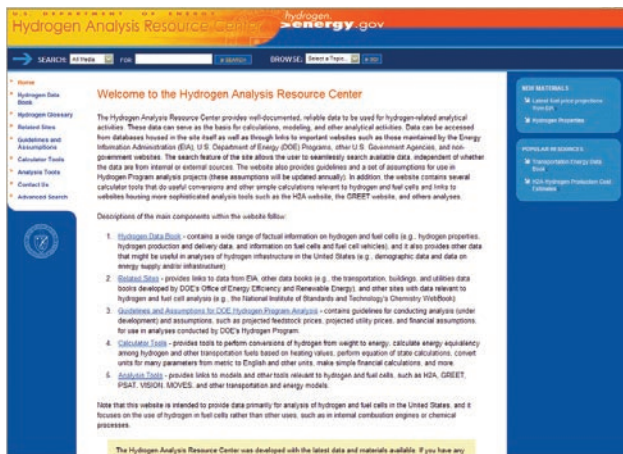 U.S. DEPARTMENT OF ENERGY
Hydrogen Analysis Resource Center
hydrogen.
energy.gov
SEARCH: All Media FOR SEARCH BROWSE: Select a Topic... GO
Home
Hydrogen Data
Book
Hydrogen Glossary
Related Sites
Guidelines and
Assumptions
Calculator Tools
Analysis Tools
Contact Us
Advanced Search
Welcome to the Hydrogen Analysis Resource Center
The Hydrogen Analysis Resource Center provides well-documented, reliable data to be used for hydrogen-related analytical
activities. These data can serve as the basis for calculations, modeling, and other analytical activities. Data can be accessed
from databases housed in the site itself as well as through links to important websites such as those maintained by the Energy
Information Administration (EIA), U.S. Department of Energy (DOE) Programs, other U.S. Government Agencies, and non-
government websites. The search feature of the site allows the user to seamlessly search available data, independent of whether
the data are from internal or external sources. The website also provides guidelines and a set of assumptions for use in
Hydrogen Program analysis projects (these assumptions will be updated annually). In addition, the website contains several
calculator tools that do useful conversions and other simple calculations relevant to hydrogen and fuel cells and links to
websites housing more sophisticated analysis tools such as the H2A website, the GREET website, and others analyses.
Descriptions of the main components within the website follow:
1. Hydrogen Data Book - contains a wide range of factual information on hydrogen and fuel cells (e.g., hydrogen properties,
hydrogen production and delivery data, and information on fuel cells and fuel cell vehicles), and it also provides other data
that might be useful in analyses of hydrogen infrastructure in the United States (e.g., demographic data and data on
energy supply and/or infrastructure)
2. Related Sites - provides links to data from EIA, other data books (e.g., the transportation, buildings, and utilities data
books developed by DOE's Office of Energy Efficiency and Renewable Energy), and other sites with data relevant to
hydrogen and fuel cell analysis (e.g., the National Institute of Standards and Technology's Chemistry WebBook)
3. Guidelines and Assumptions for DOE Hydrogen Program Analysis - contains guidelines for conducting analysis (under
development) and assumptions, such as projected feedstock prices, projected utility prices, and financial assumptions,
for use in analyses conducted by DOE's Hydrogen Program.
4. Calculator Tools - provides tools to perform conversions of hydrogen from weight to energy, calculate energy equivalency
among hydrogen and other transportation fuels based on heating values, perform equation of state calculations, convert
units for many parameters from metric to English and other units, make simple financial calculations, and more.
5. Analysis Tools - provides links to models and other tools relevant to hydrogen and fuel cells, such as H2A, GREET,
PSAT, VISION, MOVES, and other transportation and energy models.
Note that this website is intended to provide data primarily for analysis of hydrogen and fuel cells in the United States, and it
focuses on the use of hydrogen in fuel cells rather than other uses, such as in internal combustion engines or chemical
processes.
The Hydrogen Analysis Resource Center was developed with the latest data and materials available. If you have any
NEW MATERIALS
Latest fuel price projections
from EIA
Hydrogen Properties
POPULAR RESOURCES
Transportation Energy Data
Book
H2A Hydrogen Production Cost
Estimates